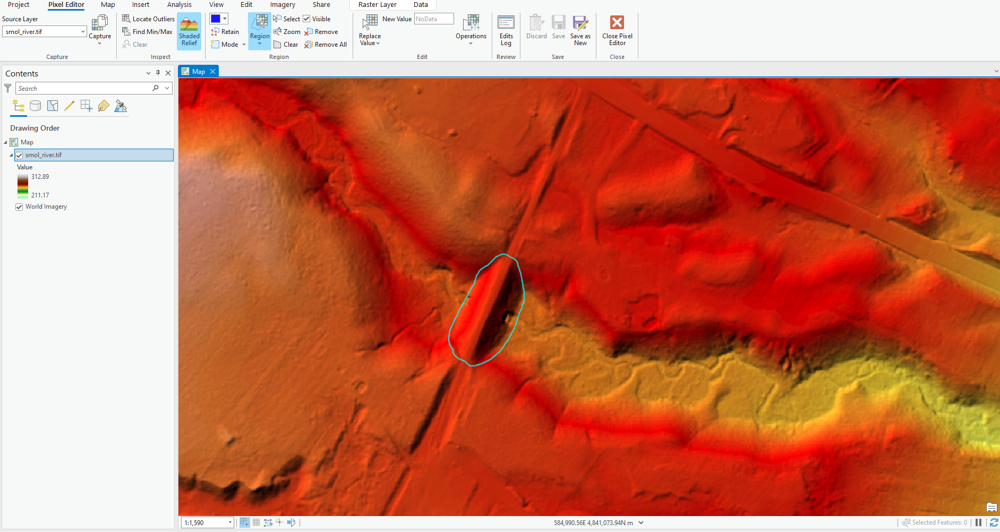 Project Pixel Editor Map Insert Analysis View Edit Imagery Share Raster Layer Data
Source Layer
smol_river.tif
Capture
Capture
Locate Outliers
Find Min/Max
Clear
Shaded Relief
Inspect
Retain
Mode
Region
Select
Zoom
Clear
Visible
Remove
Remove All
Region
Replace Value
New Value NoData
Operations
Edit
Edits Log
Review
Discard
Save
Save as New
Save
Close Pixel Editor
Close
Contents
Search
Drawing Order
Map
smol_river.tif
Value
312.89
211.17
World Imagery
Map
1:1,590
584,990.56E 4,841,073.94N m
Selected Features: 0